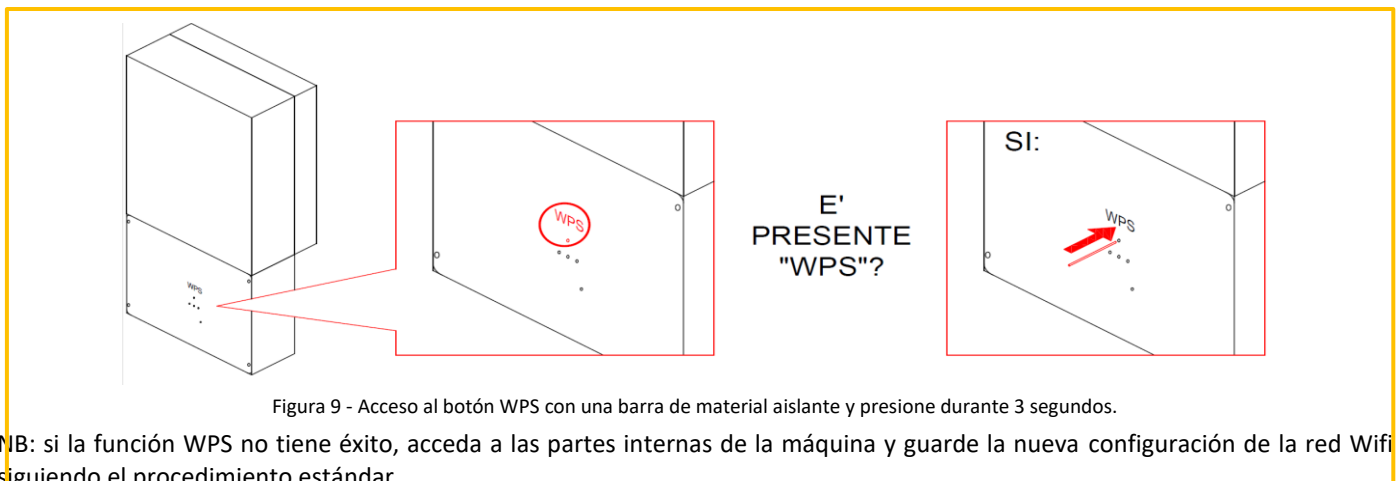 WPS
WPS
E'
PRESENTE
"WPS"?
SI:
WPS
Figura 9 - Acceso al botón WPS con una barra de material aislante y presione durante 3 segundos.
NB: si la función WPS no tiene éxito, acceda a las partes internas de la máquina y guarde la nueva configuración de la red Wifi
siguiendo el procedimiento estándar